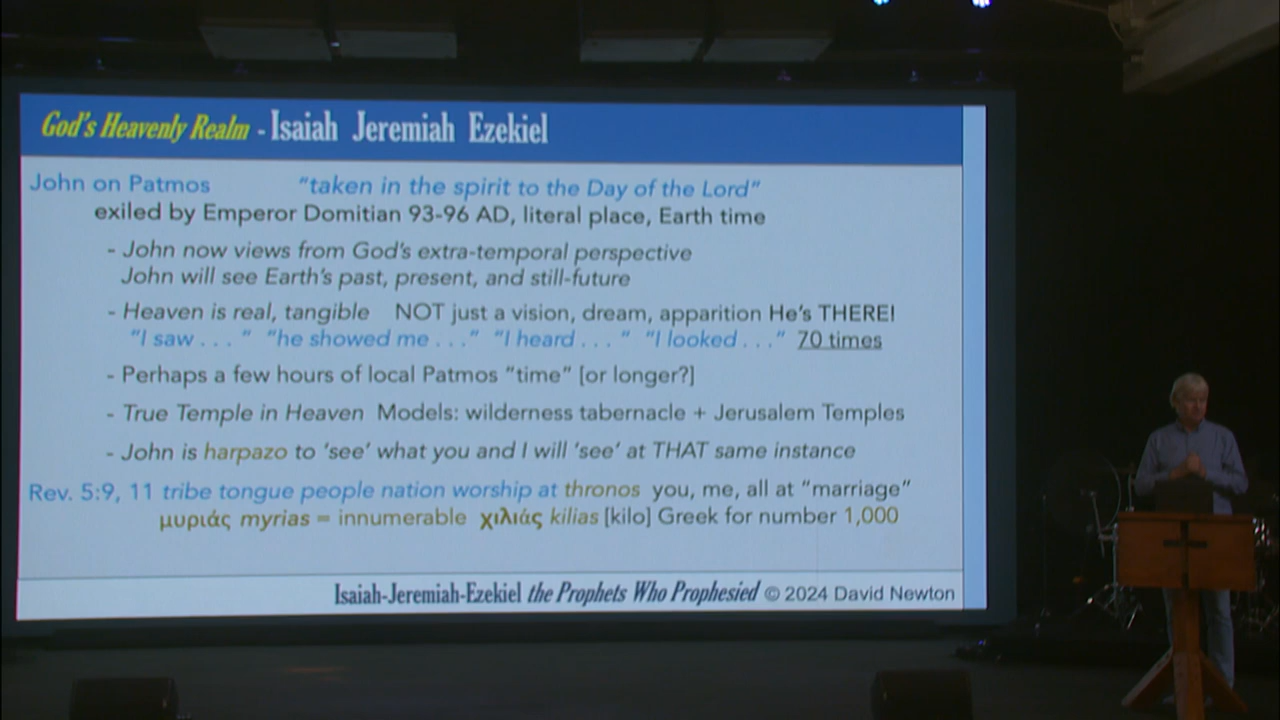 God's Heavenly Realm - Isaiah Jeremiah Ezekiel
John on Patmos "taken in the spirit to the Day of the Lord"
exiled by Emperor Domitian 93-96 AD, literal place, Earth time
- John now views from God's extra-temporal perspective
John will see Earth's past, present, and still-future
- Heaven is real, tangible NOT just a vision, dream, apparition He's THERE!
"I saw . . . " "he showed me . . ." "I heard . . . " "I looked . . ." 70 times
- Perhaps a few hours of local Patmos "time" [or longer?]
- True Temple in Heaven Models: wilderness tabernacle + Jerusalem Temples
- John is harpazo to 'see' what you and I will 'see' at THAT same instance
Rev. 5:9, 11 tribe tongue people nation worship at thronos you, me, all at "marriage"
μυριάς myrias = innumerable χιλιάς kilias [kilo] Greek for number 1,000
Isaiah-Jeremiah-Ezekiel the Prophets Who Prophesied © 2024 David Newton